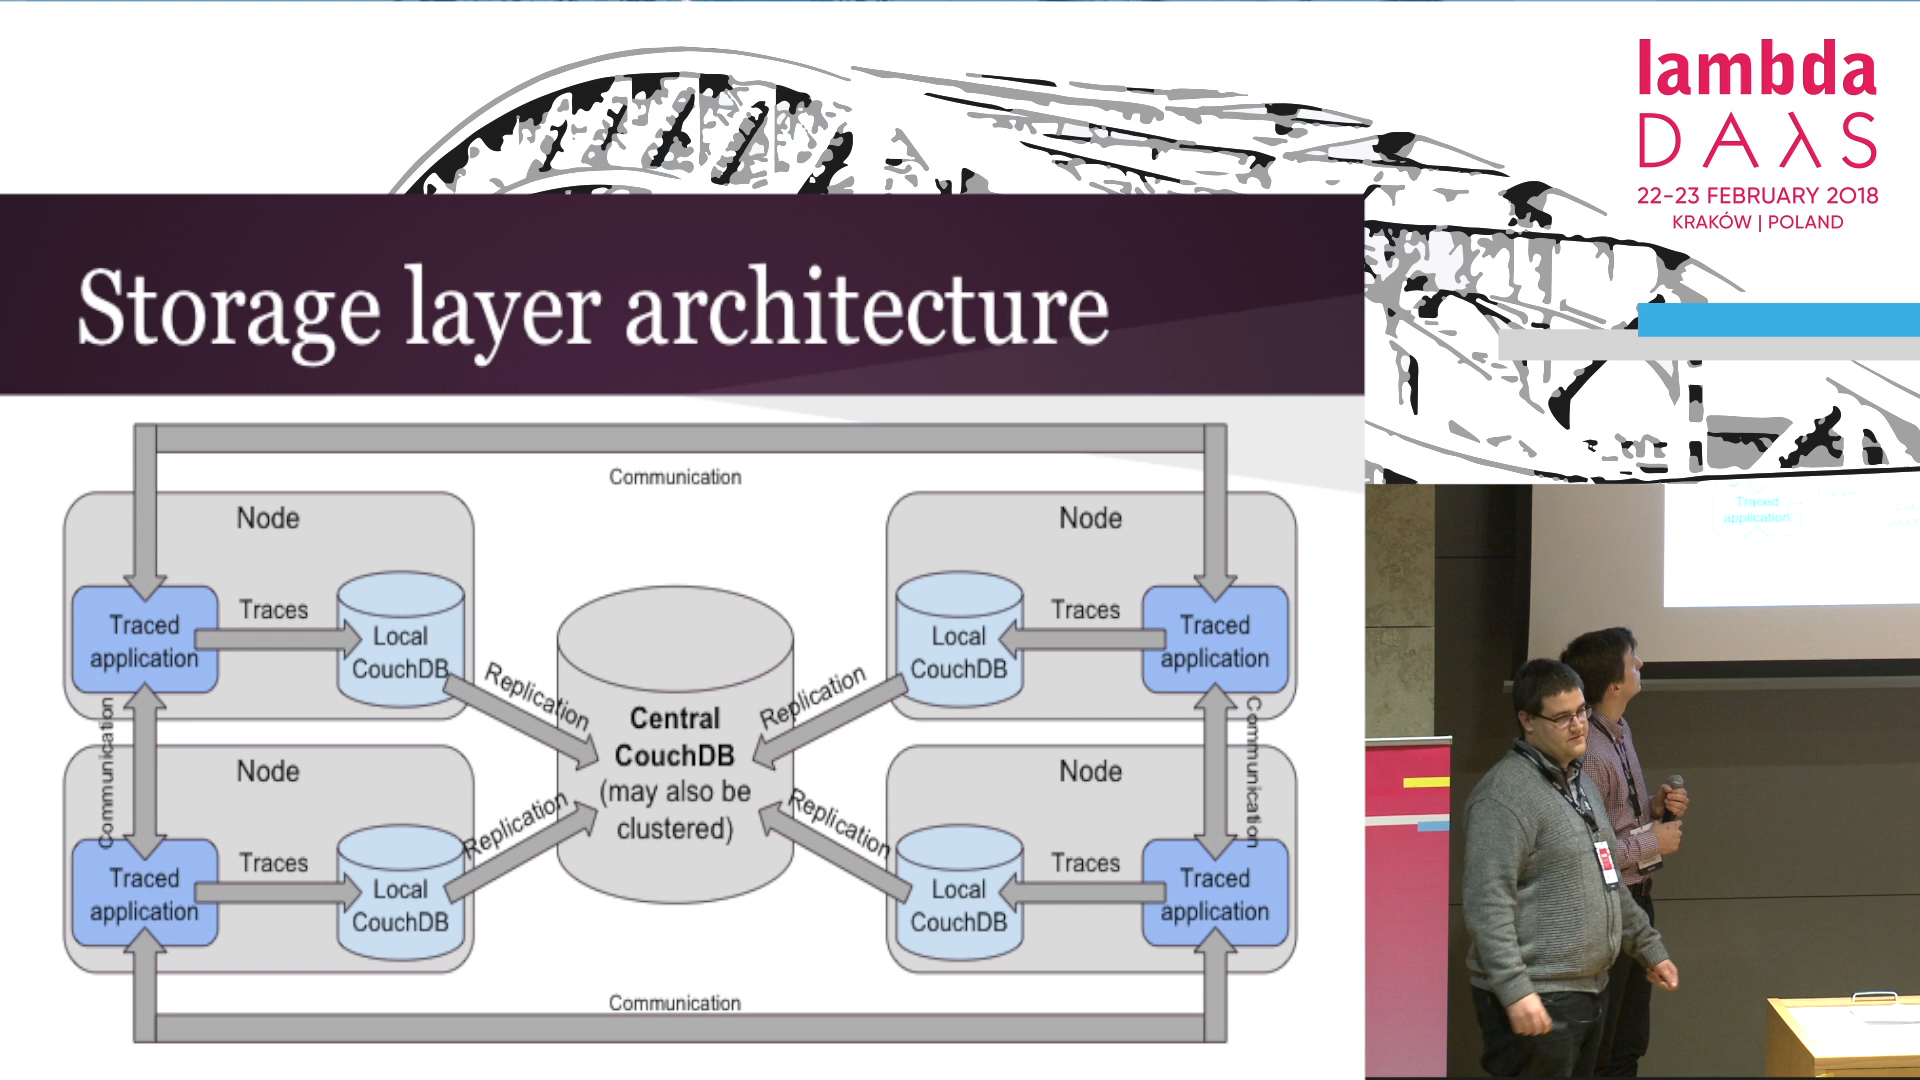 lambda
DAλS
22-23 FEBRUARY 2018
KRAKÓW | POLAND
Storage layer architecture
Communication
Node
Traced
application
Traces
Local
CouchDB
Replication
Node
Traced
application
Traces
Local
CouchDB
Replication
Communication
Central
CouchDB
(may also be
clustered)
Node
Local
CouchDB
Traces
Traced
application
Replication
Node
Local
CouchDB
Traces
Traced
application
Replication
Communication
Communication
Traced
application